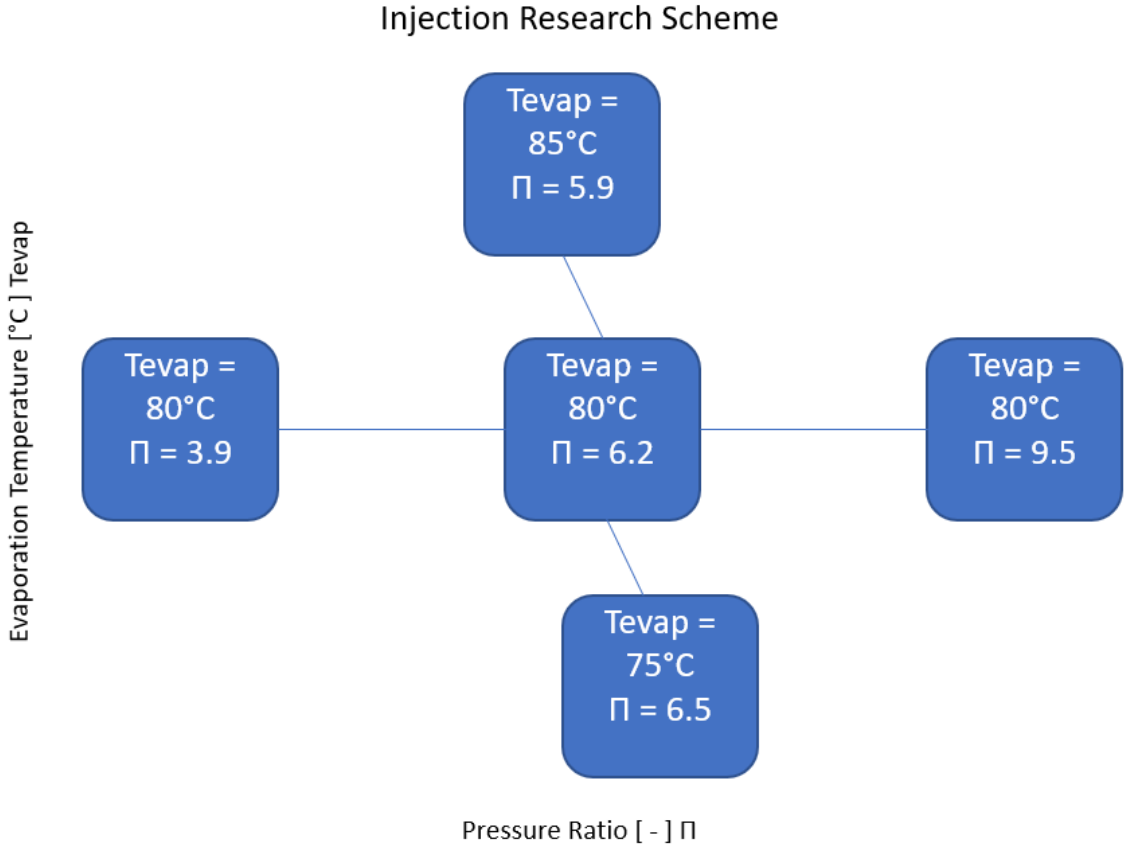 Injection Research Scheme
Tevap =
85°C
Π = 5.9
Evaporation Temperature [°C ] Tevap
Tevap =
80°C
Π = 3.9
Tevap =
80°C
Π = 6.2
Tevap =
80°C
Π = 9.5
Tevap =
75°C
Π = 6.5
Pressure Ratio [ - ] Π